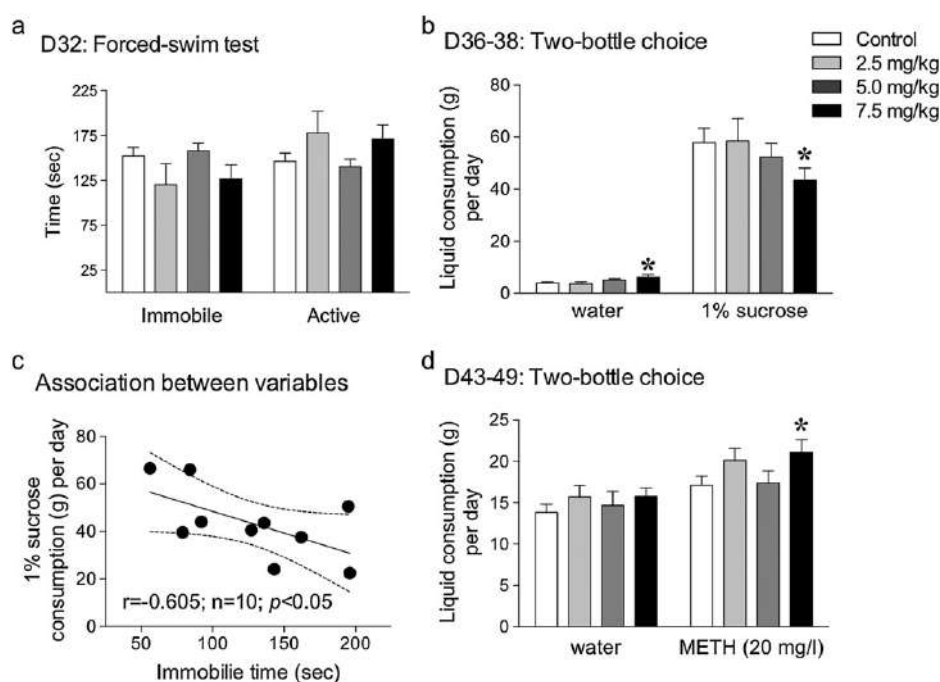 a
D32: Forced-swim test
Time (sec)
225
175
125
75
25
Immobile
Active
b
D36-38: Two-bottle choice
Control
2.5 mg/kg
5.0 mg/kg
7.5 mg/kg
Liquid consumption (g)
per day
80
60
40
20
0
*
*
water
1% sucrose
c
Association between variables
1% sucrose
consumption (g) per day
80
60
40
20
0
r=-0.605; n=10; p<0.05
50
100
150
200
Immobilie time (sec)
d
D43-49: Two-bottle choice
Liquid consumption (g)
per day
25
20
15
10
5
0
*
water
METH (20 mg/l)